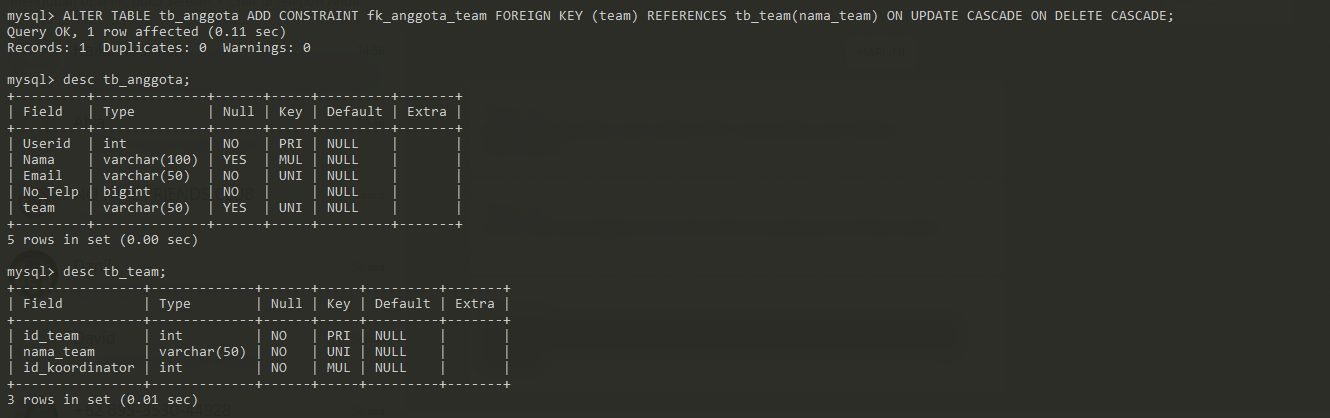 mysql> ALTER TABLE tb_anggota ADD CONSTRAINT fk_anggota_team FOREIGN KEY (team) REFERENCES tb_team(nama_team) ON UPDATE CASCADE ON DELETE CASCADE;
Query OK, 1 row affected (0.11 sec)
Records: 1  Duplicates: 0  Warnings: 0

mysql> desc tb_anggota;
+---------+--------------+------+-----+---------+-------+
| Field   | Type         | Null | Key | Default | Extra |
+---------+--------------+------+-----+---------+-------+
| Userid  | int          | NO   | PRI | NULL    |       |
| Nama    | varchar(100) | YES  | MUL | NULL    |       |
| Email   | varchar(50)  | NO   | UNI | NULL    |       |
| No_Telp | bigint       | NO   |     | NULL    |       |
| team    | varchar(50)  | YES  | UNI | NULL    |       |
+---------+--------------+------+-----+---------+-------+
5 rows in set (0.00 sec)

mysql> desc tb_team;
+----------------+-------------+------+-----+---------+-------+
| Field          | Type        | Null | Key | Default | Extra |
+----------------+-------------+------+-----+---------+-------+
| id_team        | int         | NO   | PRI | NULL    |       |
| nama_team      | varchar(50) | NO   | UNI | NULL    |       |
| id_koordinator | int         | NO   | MUL | NULL    |       |
+----------------+-------------+------+-----+---------+-------+
3 rows in set (0.01 sec)